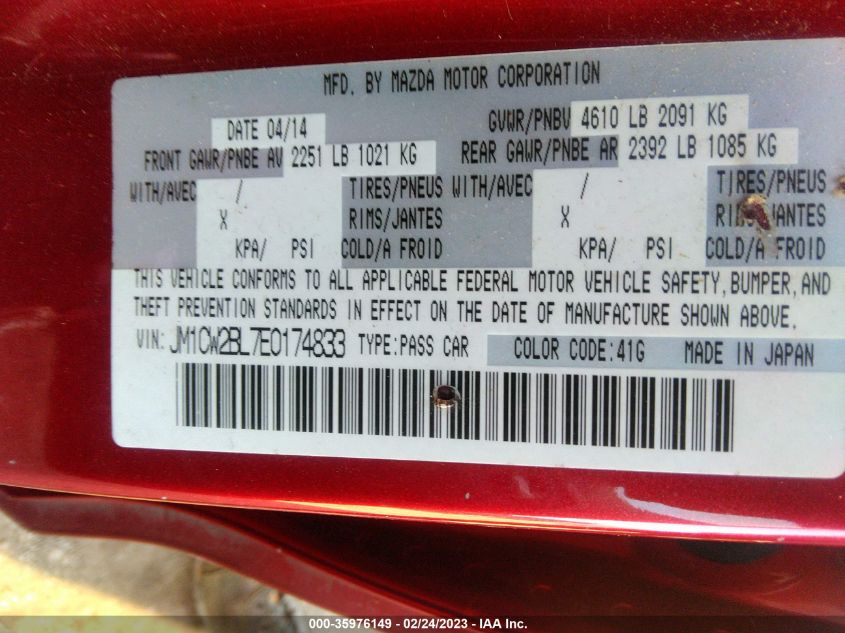 MFD. BY MAZDA MOTOR CORPORATION
DATE 04/14 GVWR/PNBV 4610 LB 2091 KG
FRONT GAWR/PNBE AV 2251 LB 1021 KG REAR GAWR/PNBE AR 2392 LB 1085 KG
WITH/AVEC / TIRES/PNEUS WITH/AVEC / TIRES/PNEUS
X RIMS/JANTES X RIMS/JANTES
KPA/ PSI COLD/A FROID KPA/ PSI COLD/A FROID
THIS VEHICLE CONFORMS TO ALL APPLICABLE FEDERAL MOTOR VEHICLE SAFETY, BUMPER, AND
THEFT PREVENTION STANDARDS IN EFFECT ON THE DATE OF MANUFACTURE SHOWN ABOVE.
VIN: JM1CW2BL7E0174833 TYPE:PASS CAR COLOR CODE:41G MADE IN JAPAN
000-35976149 - 02/24/2023 - IAA Inc.